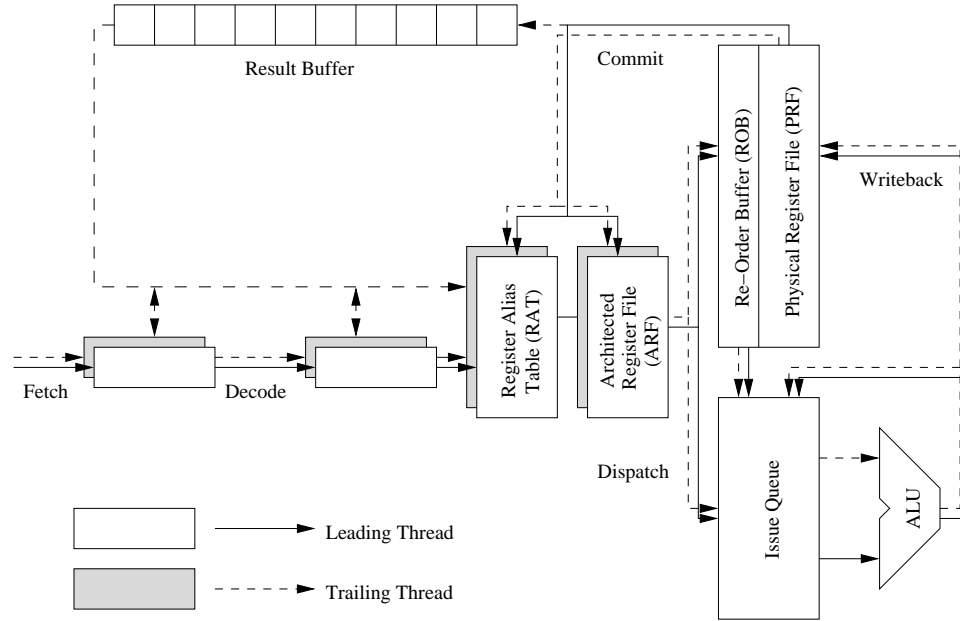 Result Buffer
Commit
Re−Order Buffer (ROB)
Physical Register File (PRF)
Writeback
Register Alias
Table (RAT)
Architected
Register File
(ARF)
Fetch
Decode
Dispatch
Issue Queue
ALU
Leading Thread
Trailing Thread